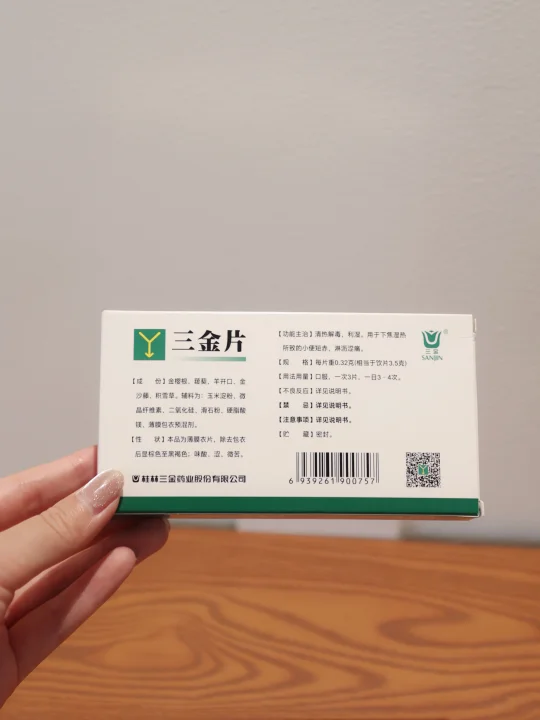 三金片
【成 份】金樱根、菝葜、羊开口、金
沙藤、积雪草。辅料为：玉米淀粉、微
晶纤维素、二氧化硅、滑石粉、硬脂酸
镁、薄膜包衣预混剂。
【性 状】本品为薄膜衣片，除去包衣
后显棕色至黑褐色；味酸、涩、微苦。
桂林三金药业股份有限公司
【功能主治】清热解毒，利湿。用于下焦湿热
所致的小便短赤，淋沥涩痛。
【规 格】每片重0.32克(相当于饮片3.5克)
【用法用量】口服，一次3片，一日3-4次。
【不良反应】详见说明书。
【禁 忌】详见说明书。
【注意事项】详见说明书。
【贮 藏】密封。
6 939261 900757
®
三金
SANJIN